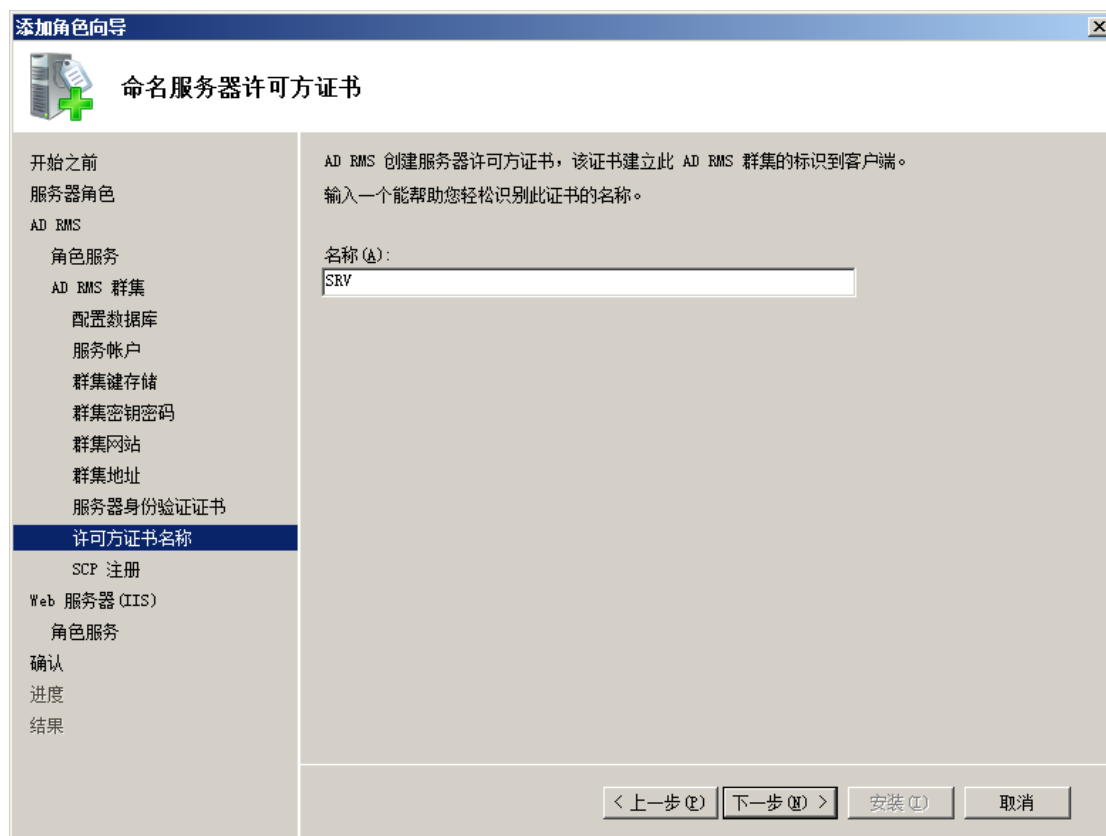 添加角色向导
命名服务器许可方证书
开始之前
服务器角色
AD RMS
角色服务
AD RMS 群集
配置数据库
服务帐户
群集键存储
群集密钥密码
群集网站
群集地址
服务器身份验证证书
许可方证书名称
SCP 注册
Web 服务器(IIS)
角色服务
确认
进度
结果
AD RMS 创建服务器许可方证书，该证书建立此 AD RMS 群集的标识到客户端。
输入一个能帮助您轻松识别此证书的名称。
名称(A):
SRV
< 上一步(P) 下一步(N) > 安装(I) 取消